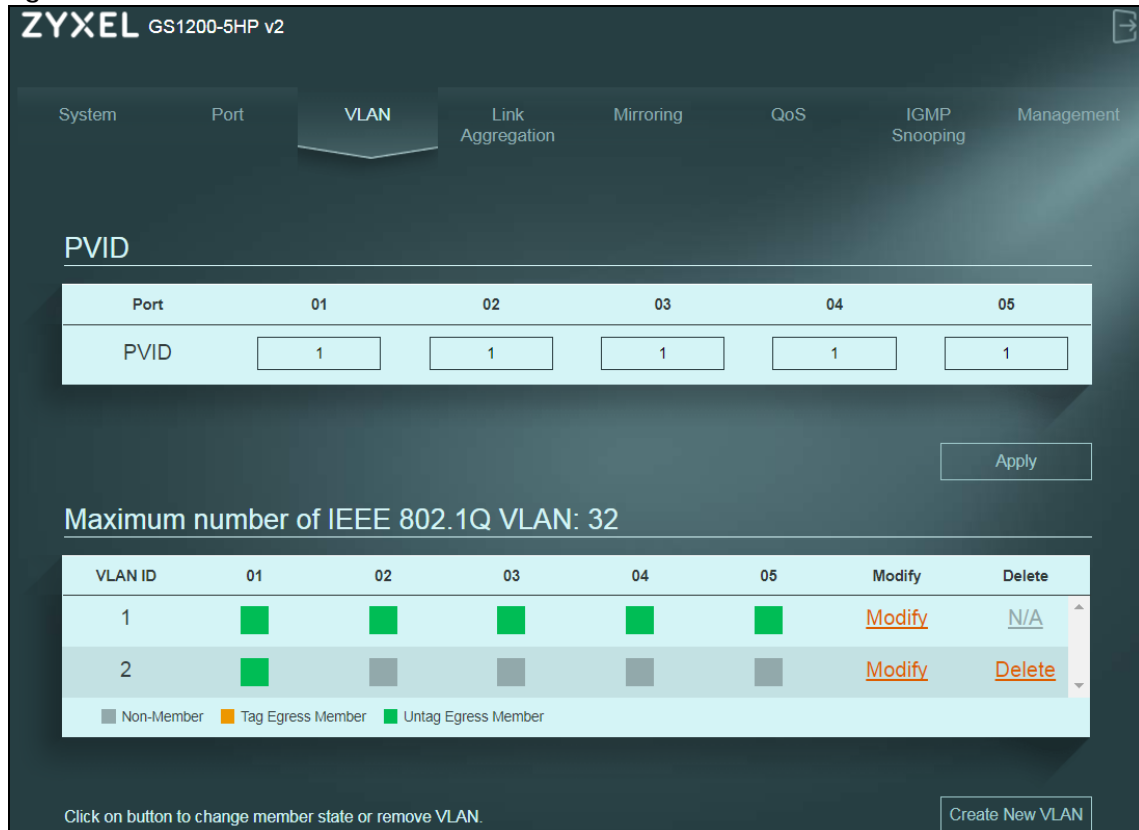 ZYXEL GS1200-5HP v2
System Port VLAN Link Aggregation Mirroring QoS IGMP Snooping Management
PVID
Port 01 02 03 04 05
PVID 1 1 1 1 1
Apply
Maximum number of IEEE 802.1Q VLAN: 32
VLAN ID 01 02 03 04 05 Modify Delete
1 Modify N/A
2 Modify Delete
Non-Member Tag Egress Member Untag Egress Member
Click on button to change member state or remove VLAN.
Create New VLAN